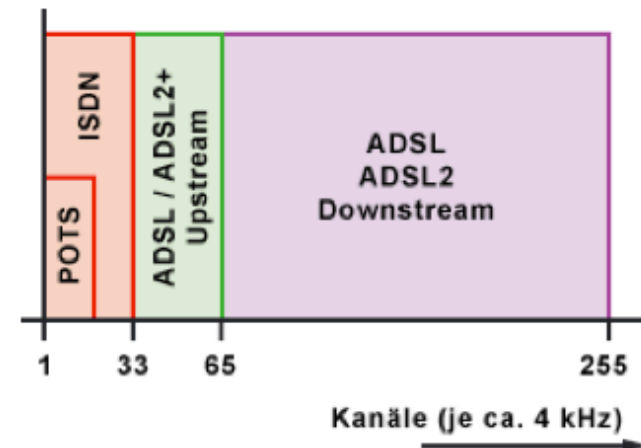 ISDN
POTS
ADSL / ADSL2+
Upstream
ADSL
ADSL2
Downstream
1 33 65 255
Kanäle (je ca. 4 kHz)